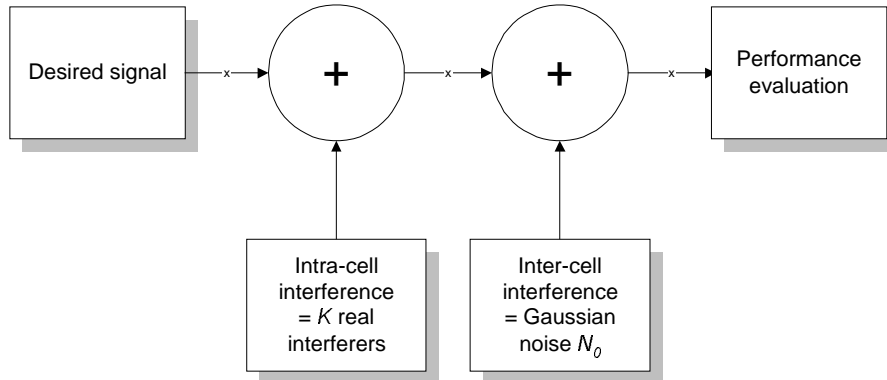 Desired signal
x
+
x
+
x
Performance
evaluation
Intra-cell
interference
= K real
interferers
Inter-cell
interference
= Gaussian
noise N₀